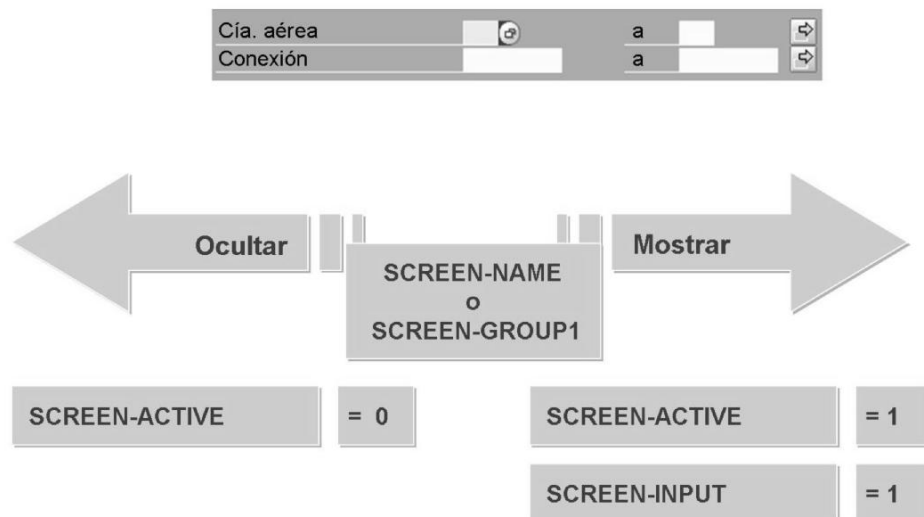 Cía. aérea a
Conexión a
Ocultar
Mostrar
SCREEN-NAME
o
SCREEN-GROUP1
SCREEN-ACTIVE = 0
SCREEN-ACTIVE = 1
SCREEN-INPUT = 1